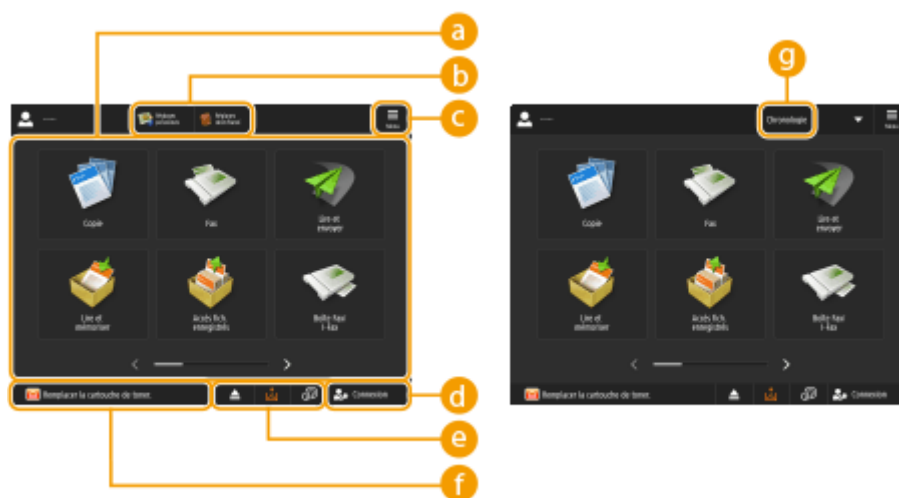 a
b
c
g
Menu
Chronologie
Menu
Copie
Fax
Lire et
envoyer
Copie
Fax
Lire et
envoyer
Lire et
mémoriser
Accès fich.
enregistrés
Boîte Fax/
I-Fax
Lire et
mémoriser
Accès fich.
enregistrés
Boîte Fax/
I-Fax
Remplacer la cartouche de toner.
Connexion
d
Remplacer la cartouche de toner.
Connexion
e
f